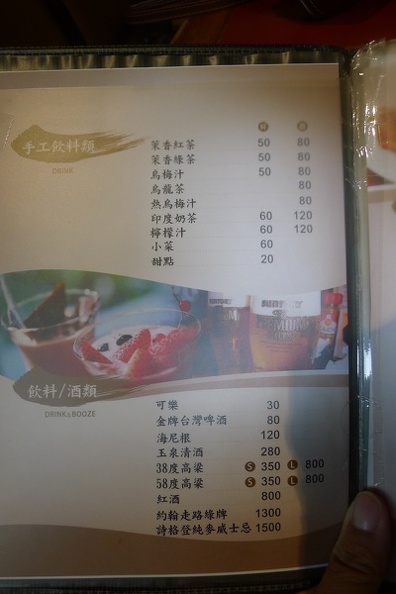 手工飲料類
DRINK
茉香紅茶 50 80
茉香綠茶 50 80
烏梅汁 50 80
烏龍茶 80
熱烏梅汁 80
印度奶茶 60 120
檸檬汁 60 120
小菜 60
甜點 20
SUNTORY
飲料/酒類
DRINK&BOOZE
可樂 30
金牌台灣啤酒 80
海尼根 120
玉泉清酒 280
38度高粱 S 350 L 800
58度高粱 S 350 L 800
紅酒 800
約翰走路綠牌 1300
詩格登純麥威士忌 1500